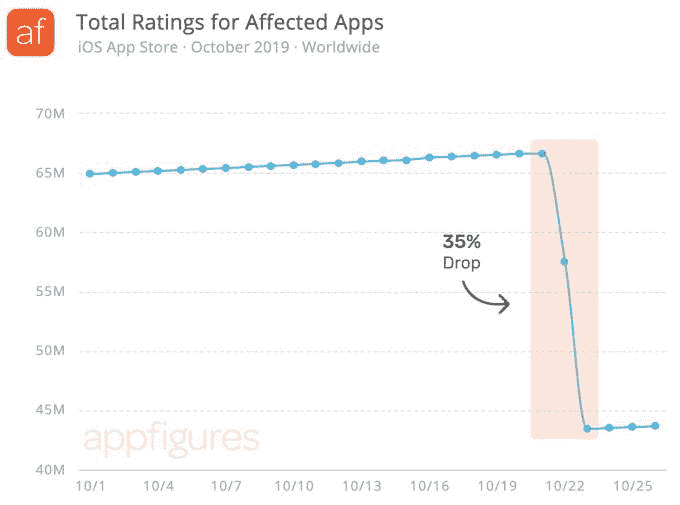 af
Total Ratings for Affected Apps
iOS App Store · October 2019 · Worldwide
70M
65M
60M
35%
Drop
55M
50M
45M
appfigures
40M
10/1 10/4 10/7 10/10 10/13 10/16 10/19 10/22 10/25